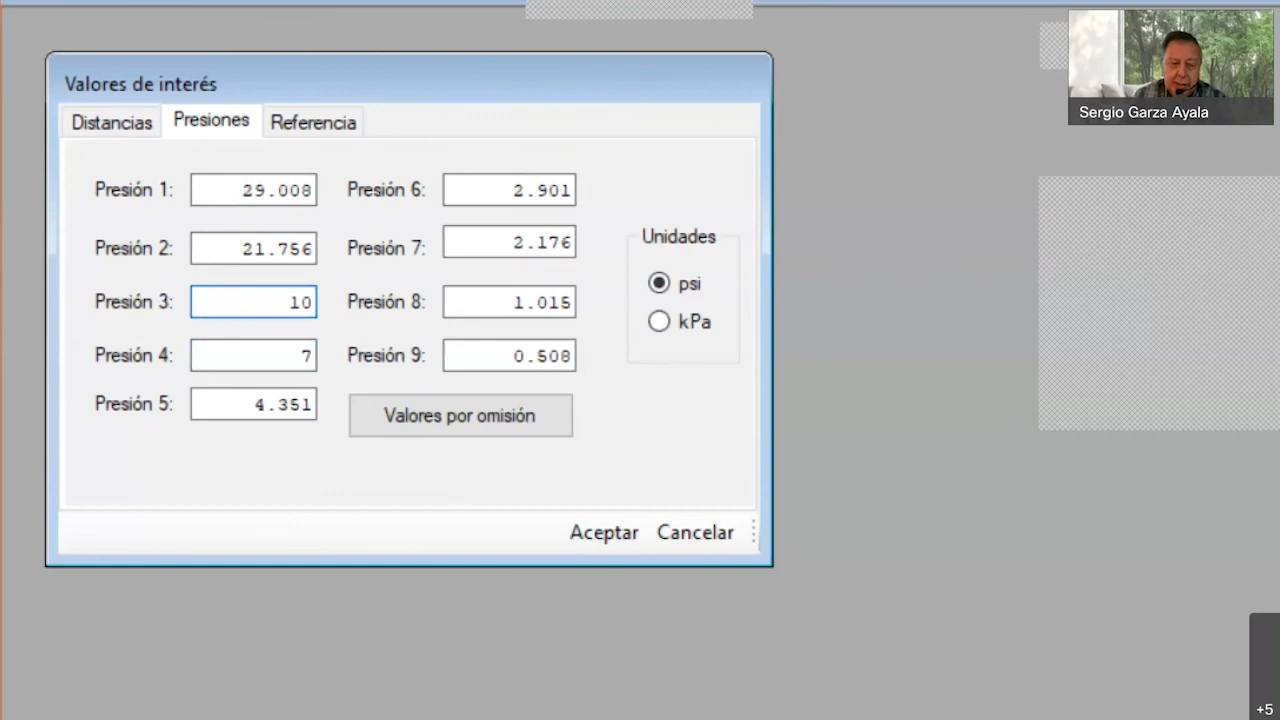 Sergio Garza Ayala
Valores de interés
Distancias Presiones Referencia
Presión 1: 29.008 Presión 6: 2.901
Presión 2: 21.756 Presión 7: 2.176
Presión 3: 10 Presión 8: 1.015
Presión 4: 7 Presión 9: 0.508
Presión 5: 4.351
Valores por omisión
Unidades
psi
kPa
Aceptar Cancelar
+5